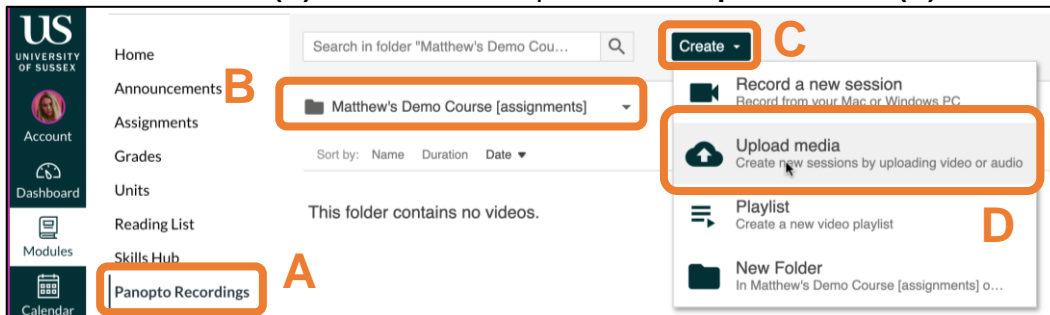 US
UNIVERSITY
OF SUSSEX
Account
Dashboard
Modules
Calendar
Home
Announcements
Assignments
Grades
Units
Reading List
Skills Hub
Panopto Recordings
A
B
Search in folder "Matthew's Demo Cou...
Matthew's Demo Course [assignments]
Sort by: Name Duration Date
This folder contains no videos.
Create
C
Record a new session
Record from your Mac or Windows PC
Upload media
Create new sessions by uploading video or audio
Playlist
Create a new video playlist
D
New Folder
In Matthew's Demo Course [assignments] o...